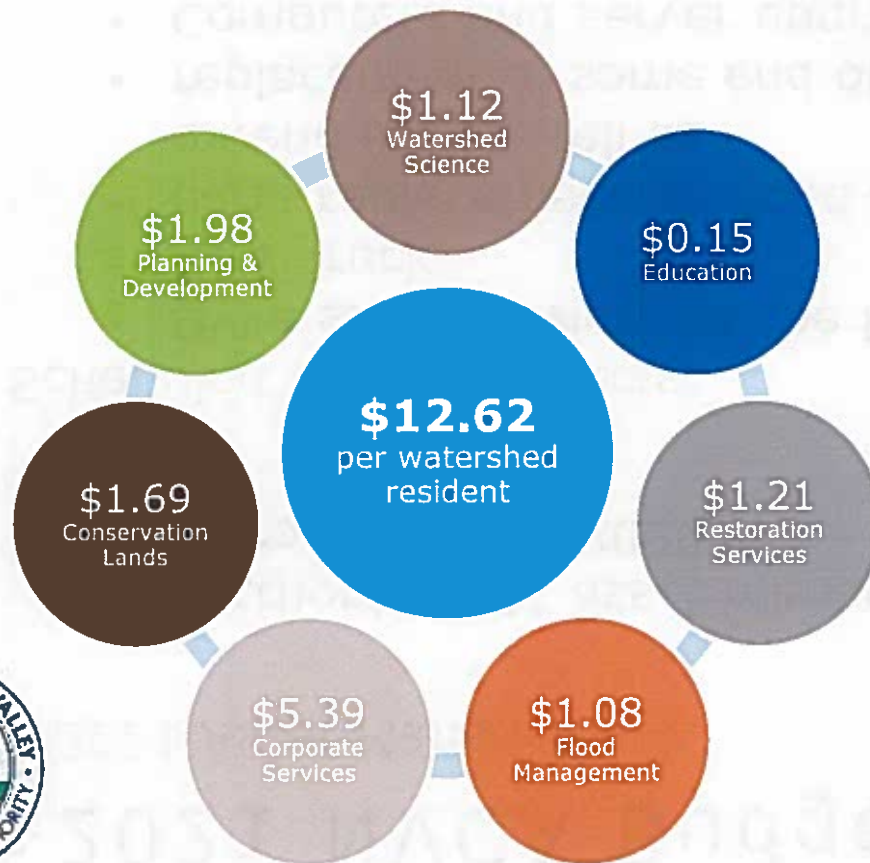 $1.12
Watershed
Science
$0.15
Education
$1.21
Restoration
Services
$1.08
Flood
Management
$5.39
Corporate
Services
$1.69
Conservation
Lands
$1.98
Planning &
Development
$12.62
per watershed
resident
VALLEY